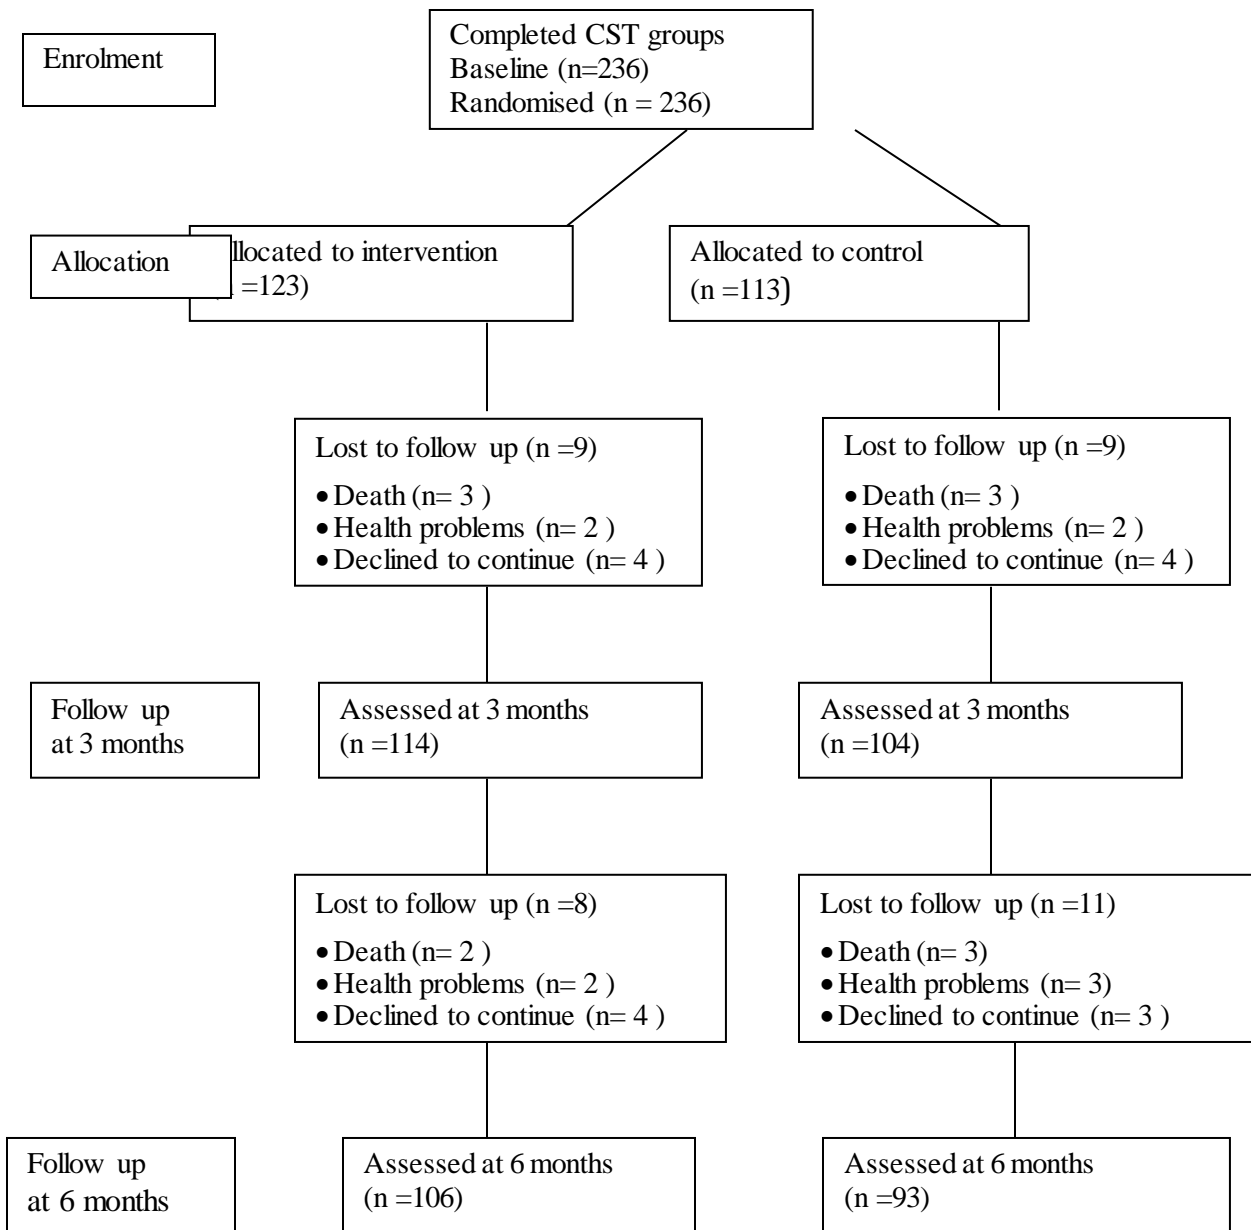 Enrolment
Completed CST groups
Baseline (n=236)
Randomised (n = 236)
Allocation
llocated to intervention
=123)
Allocated to control
(n =113)
Lost to follow up (n =9)
• Death (n= 3 )
• Health problems (n= 2 )
• Declined to continue (n= 4 )
Lost to follow up (n =9)
• Death (n= 3 )
• Health problems (n= 2 )
• Declined to continue (n= 4 )
Follow up
at 3 months
Assessed at 3 months
(n =114)
Assessed at 3 months
(n =104)
Lost to follow up (n =8)
• Death (n= 2 )
• Health problems (n= 2 )
• Declined to continue (n= 4 )
Lost to follow up (n =11)
• Death (n= 3)
• Health problems (n= 3)
• Declined to continue (n= 3 )
Follow up
at 6 months
Assessed at 6 months
(n =106)
Assessed at 6 months
(n =93)